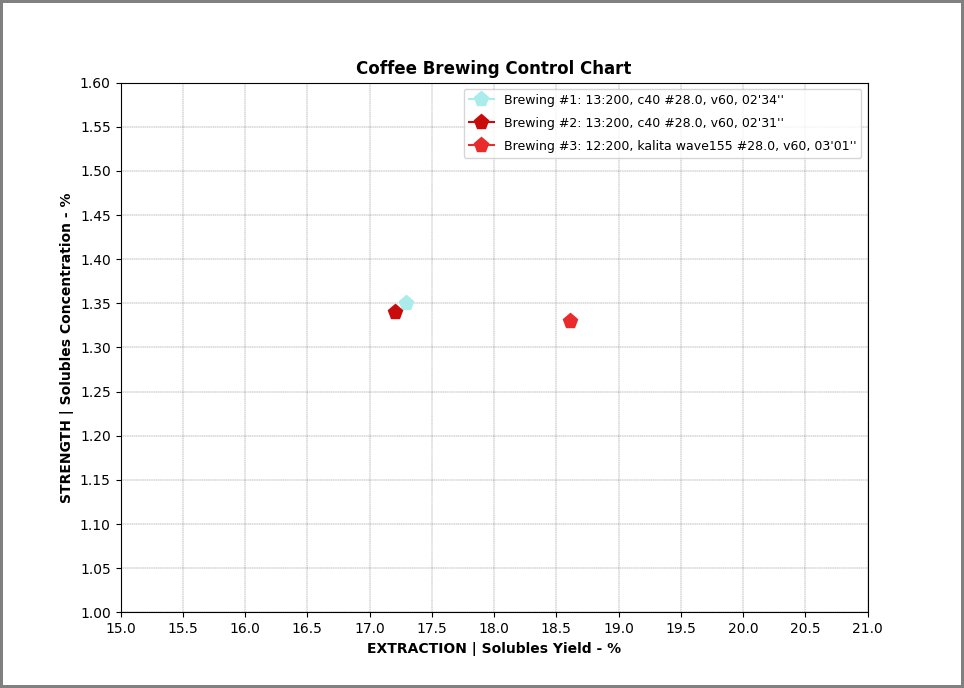 Coffee Brewing Control Chart
Brewing #1: 13:200, c40 #28.0, v60, 02'34''
Brewing #2: 13:200, c40 #28.0, v60, 02'31''
Brewing #3: 12:200, kalita wave155 #28.0, v60, 03'01''
STRENGTH | Solubles Concentration - %
1.60
1.55
1.50
1.45
1.40
1.35
1.30
1.25
1.20
1.15
1.10
1.05
1.00
15.0 15.5 16.0 16.5 17.0 17.5 18.0 18.5 19.0 19.5 20.0 20.5 21.0
EXTRACTION | Solubles Yield - %